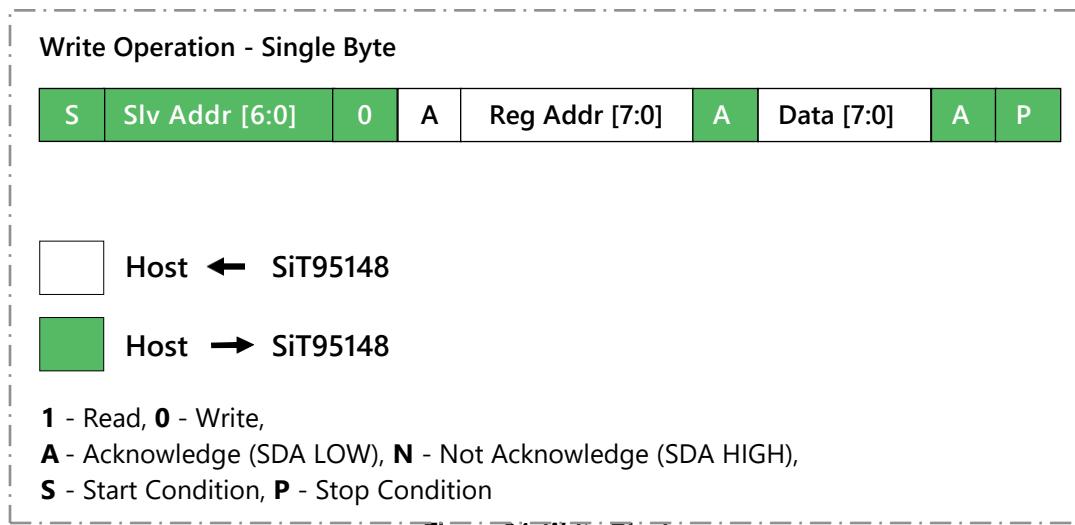 Write Operation - Single Byte
S Slv Addr [6:0] 0 A Reg Addr [7:0] A Data [7:0] A P
Host ← SiT95148
Host → SiT95148
1 - Read, 0 - Write,
A - Acknowledge (SDA LOW), N - Not Acknowledge (SDA HIGH),
S - Start Condition, P - Stop Condition